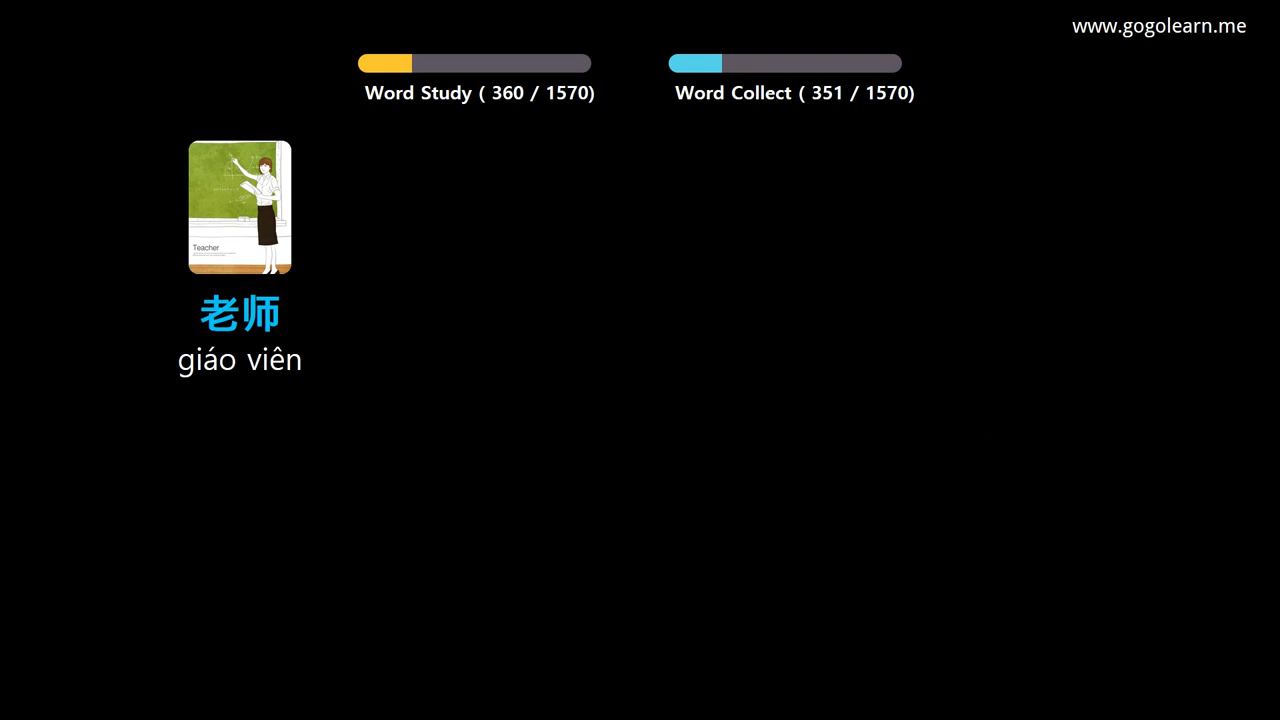 www.gogolearn.me
Word Study ( 360 / 1570)
Word Collect ( 351 / 1570)
Teacher
老师
giáo viên